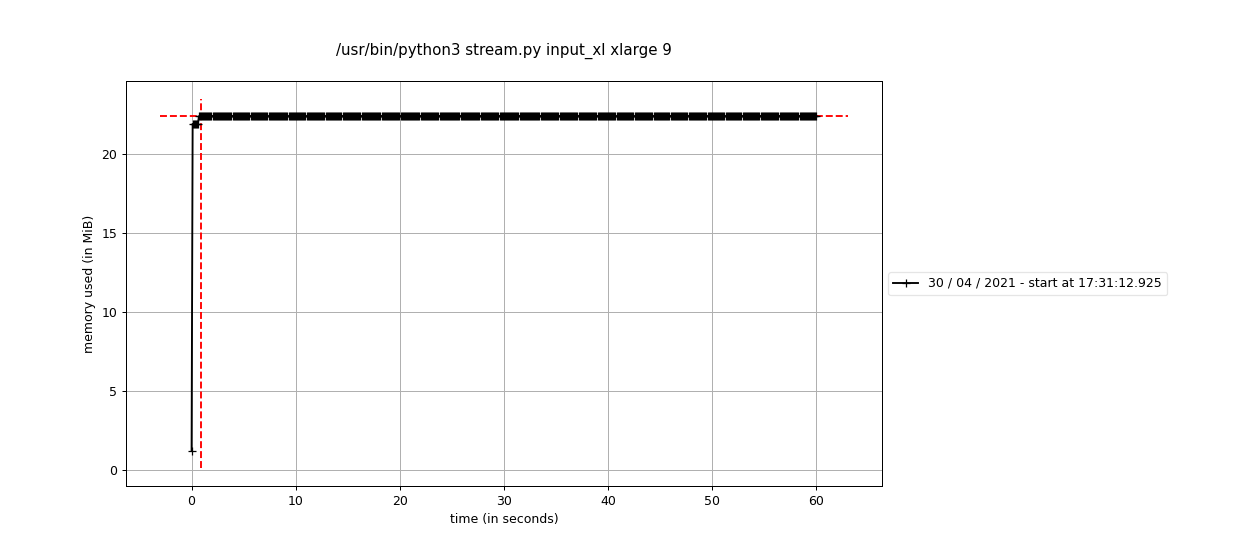 /usr/bin/python3 stream.py input_xl xlarge 9
20
15
10
5
0
memory used (in MiB)
30 / 04 / 2021 - start at 17:31:12.925
0 10 20 30 40 50 60
time (in seconds)